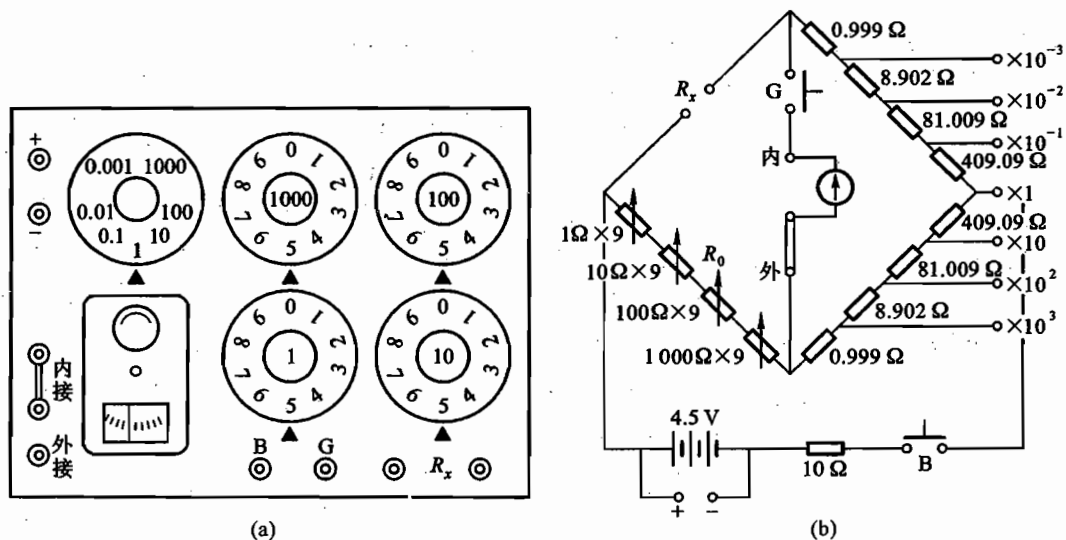 +
−
0.001 1000
0.01 100
0.1 10
1
0 1 2 3 4 5 6 7 8 9
1000
0 1 2 3 4 5 6 7 8 9
100
0 1 2 3 4 5 6 7 8 9
1
0 1 2 3 4 5 6 7 8 9
10
内接
外接
B G Rx
(a)
0.999 Ω
×10⁻³
8.902 Ω
×10⁻²
81.009 Ω
×10⁻¹
409.09 Ω
×1
409.09 Ω
×10
81.009 Ω
×10²
8.902 Ω
×10³
0.999 Ω
Rx
G
内
外
1Ω×9
10Ω×9
R₀
100Ω×9
1 000Ω×9
4.5 V
10 Ω
B
+ −
(b)